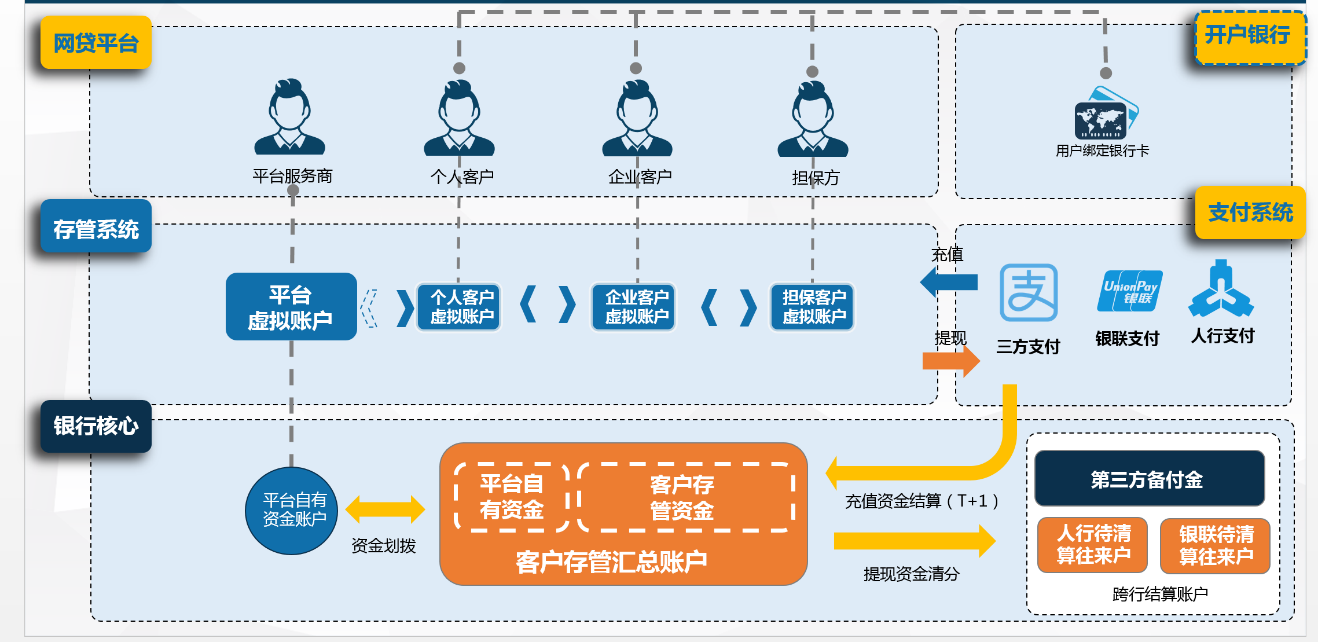 网贷平台
开户银行
平台服务商
个人客户
企业客户
担保方
用户绑定银行卡
存管系统
支付系统
充值
平台
虚拟账户
个人客户
虚拟账户
企业客户
虚拟账户
担保客户
虚拟账户
支
UnionPay
银联
提现
三方支付
银联支付
人行支付
银行核心
平台自有
资金账户
资金划拨
平台自
有资金
客户存
管资金
客户存管汇总账户
充值资金结算（T+1）
提现资金清分
第三方备付金
人行待清
算往来户
银联待清
算往来户
跨行结算账户